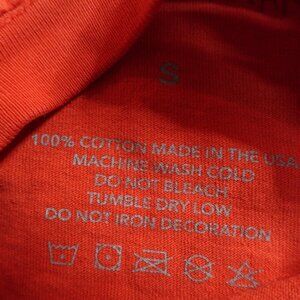 S
100% COTTON MADE IN THE USA
MACHINE WASH COLD
DO NOT BLEACH
TUMBLE DRY LOW
DO NOT IRON DECORATION